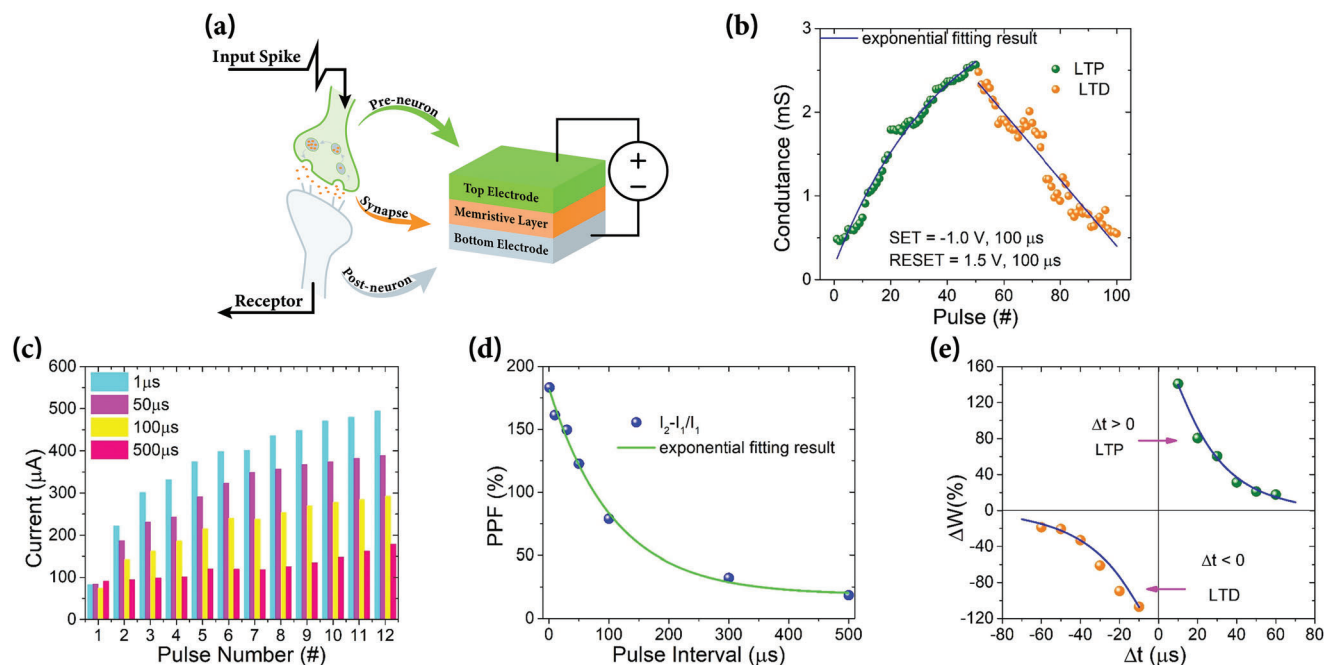 (a)
Input Spike
Pre-neuron
Synapse
Post-neuron
Receptor
Top Electrode
Memristive Layer
Bottom Electrode
+
−
(b)
exponential fitting result
LTP
LTD
SET = -1.0 V, 100 μs
RESET = 1.5 V, 100 μs
Condutance (mS)
3
2
1
0
0 20 40 60 80 100
Pulse (#)
(c)
1μs
50μs
100μs
500μs
Current (μA)
600
500
400
300
200
100
0
1 2 3 4 5 6 7 8 9 10 11 12
Pulse Number (#)
(d)
I₂-I₁/I₁
exponential fitting result
PPF (%)
200
150
100
50
0
0 100 200 300 400 500
Pulse Interval (μs)
(e)
Δt > 0
LTP
Δt < 0
LTD
ΔW(%)
160
120
80
40
0
-40
-80
-120
-80 -60 -40 -20 0 20 40 60 80
Δt (μs)